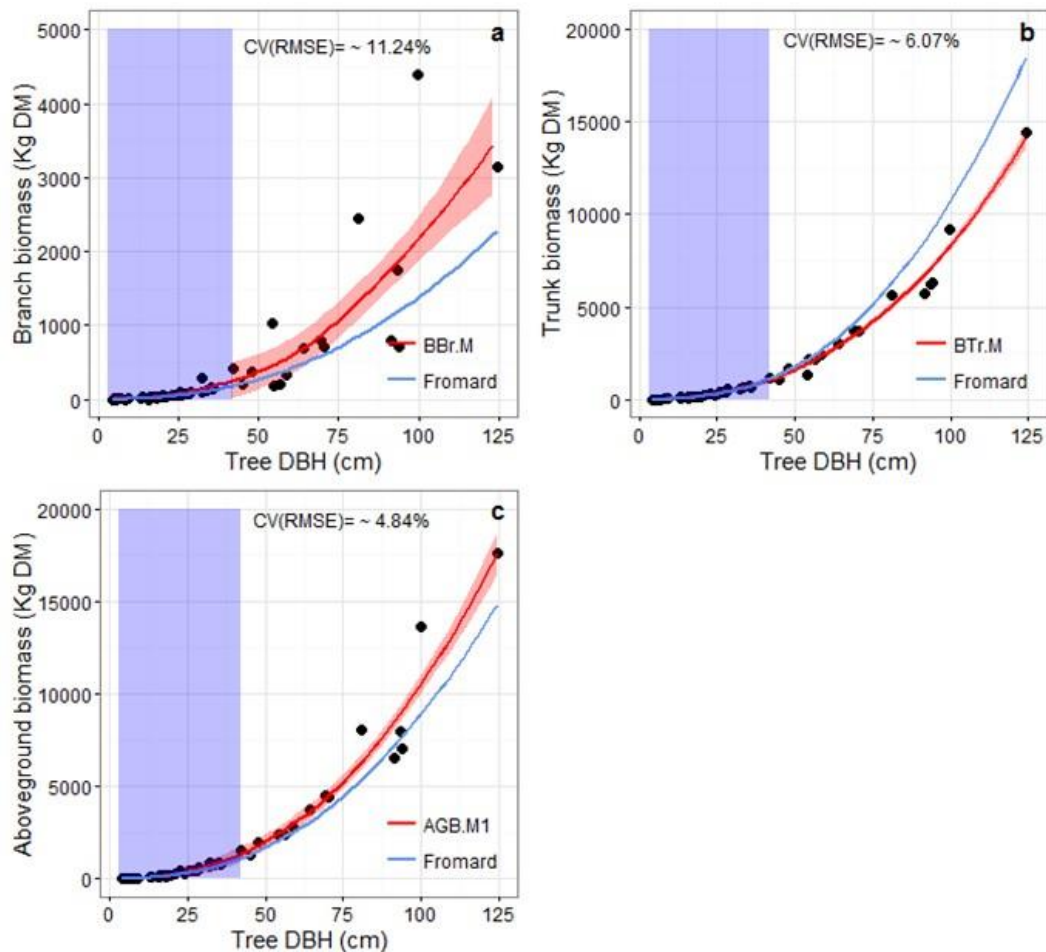 a
CV(RMSE)= ~ 11.24%
5000
4000
3000
2000
1000
0
Branch biomass (Kg DM)
BBr.M
Fromard
0 25 50 75 100 125
Tree DBH (cm)
b
CV(RMSE)= ~ 6.07%
20000
15000
10000
5000
0
Trunk biomass (Kg DM)
BTr.M
Fromard
0 25 50 75 100 125
Tree DBH (cm)
c
CV(RMSE)= ~ 4.84%
20000
15000
10000
5000
0
Aboveground biomass (Kg DM)
AGB.M1
Fromard
0 25 50 75 100 125
Tree DBH (cm)